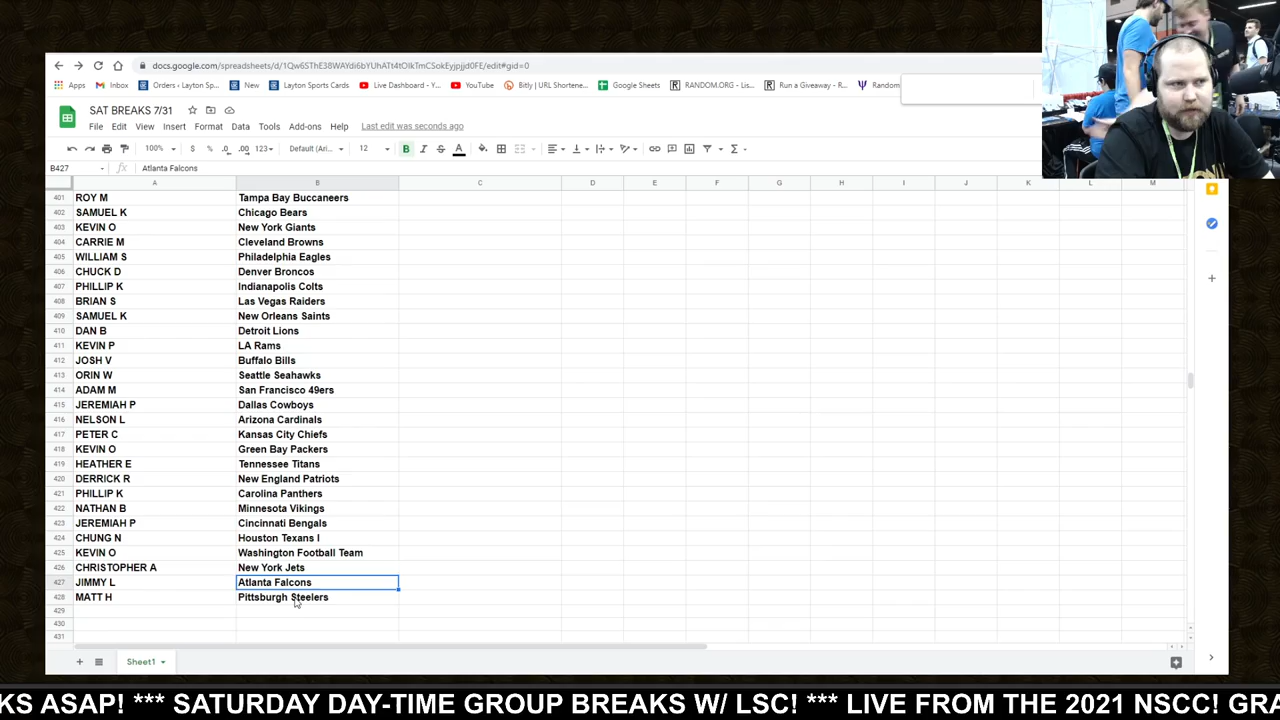 docs.google.com/spreadsheets/d/1Qw6SThE38WAYdi6bYUhATt4tOIkTmCSokEyjpjjd0FE/edit#gid=0
Apps Inbox Orders ‹ Layton Sp... New Layton Sports Cards Live Dashboard - Y... YouTube Bitly | URL Shortene... Google Sheets RANDOM.ORG - Lis... Run a Giveaway - R... Random
SAT BREAKS 7/31
File Edit View Insert Format Data Tools Add-ons Help Last edit was seconds ago
100% $ % .0 .00 123 Default (Ari... 12 B I S A
B427 fx Atlanta Falcons
A B C D E F G H I J K L M
401 ROY M Tampa Bay Buccaneers
402 SAMUEL K Chicago Bears
403 KEVIN O New York Giants
404 CARRIE M Cleveland Browns
405 WILLIAM S Philadelphia Eagles
406 CHUCK D Denver Broncos
407 PHILLIP K Indianapolis Colts
408 BRIAN S Las Vegas Raiders
409 SAMUEL K New Orleans Saints
410 DAN B Detroit Lions
411 KEVIN P LA Rams
412 JOSH V Buffalo Bills
413 ORIN W Seattle Seahawks
414 ADAM M San Francisco 49ers
415 JEREMIAH P Dallas Cowboys
416 NELSON L Arizona Cardinals
417 PETER C Kansas City Chiefs
418 KEVIN O Green Bay Packers
419 HEATHER E Tennessee Titans
420 DERRICK R New England Patriots
421 PHILLIP K Carolina Panthers
422 NATHAN B Minnesota Vikings
423 JEREMIAH P Cincinnati Bengals
424 CHUNG N Houston Texans I
425 KEVIN O Washington Football Team
426 CHRISTOPHER A New York Jets
427 JIMMY L Atlanta Falcons
428 MATT H Pittsburgh Steelers
429
430
431
Sheet1
KS ASAP! *** SATURDAY DAY-TIME GROUP BREAKS W/ LSC! *** LIVE FROM THE 2021 NSCC! GRA